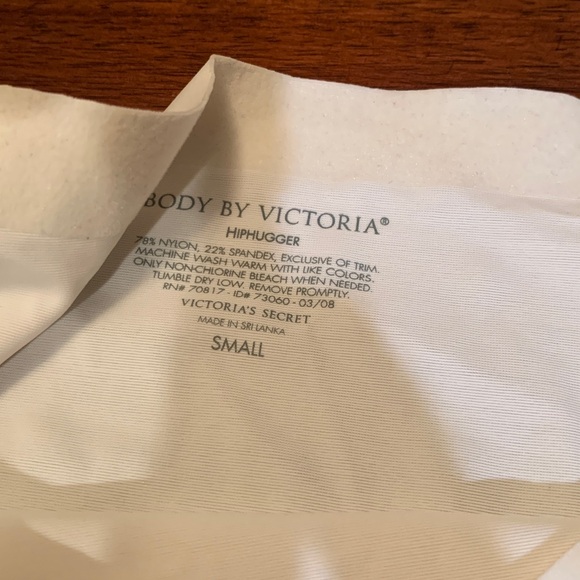 BODY BY VICTORIA®
HIPHUGGER
78% NYLON, 22% SPANDEX, EXCLUSIVE OF TRIM.
MACHINE WASH WARM WITH LIKE COLORS.
ONLY NON-CHLORINE BLEACH WHEN NEEDED.
TUMBLE DRY LOW. REMOVE PROMPTLY.
RN# 70817 - ID# 73060 - 03/08
VICTORIA'S SECRET
MADE IN SRI LANKA
SMALL